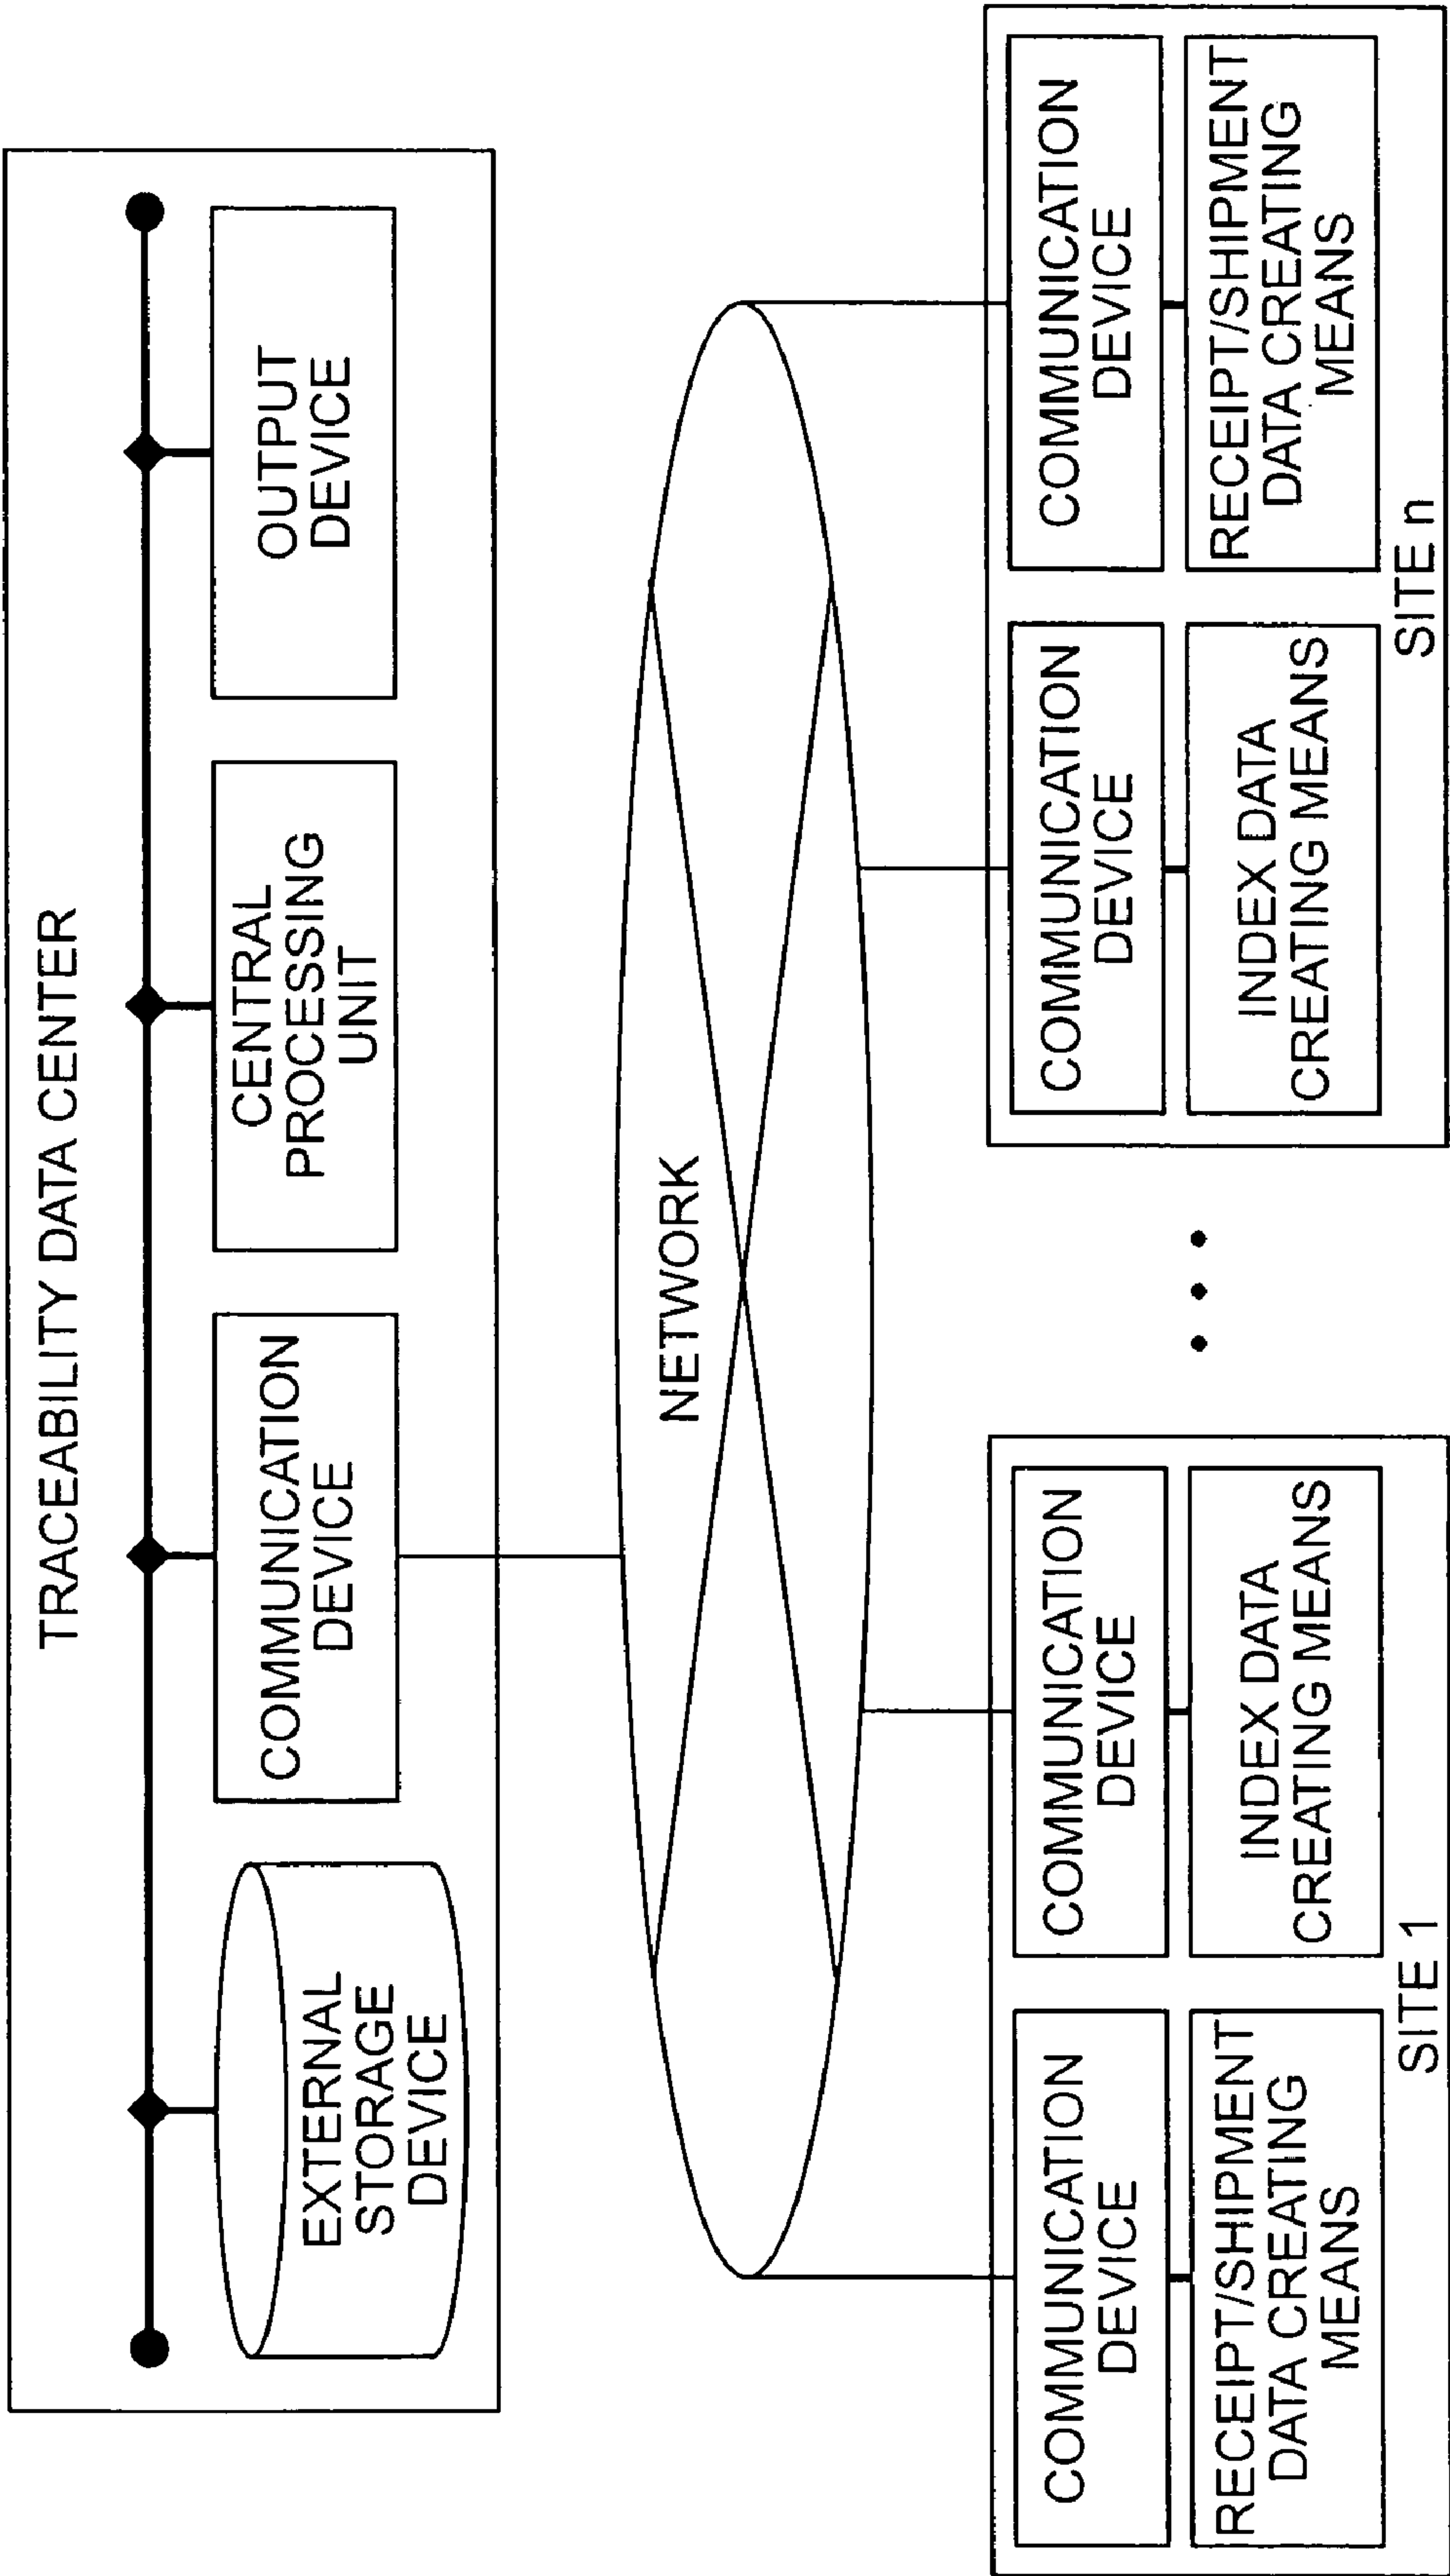 TRACEABILITY DATA CENTER
EXTERNAL
STORAGE
DEVICE
COMMUNICATION
DEVICE
CENTRAL
PROCESSING
UNIT
OUTPUT
DEVICE
NETWORK
COMMUNICATION
DEVICE
RECEIPT/SHIPMENT
DATA CREATING
MEANS
COMMUNICATION
DEVICE
INDEX DATA
CREATING MEANS
SITE 1
COMMUNICATION
DEVICE
INDEX DATA
CREATING MEANS
COMMUNICATION
DEVICE
RECEIPT/SHIPMENT
DATA CREATING
MEANS
SITE n